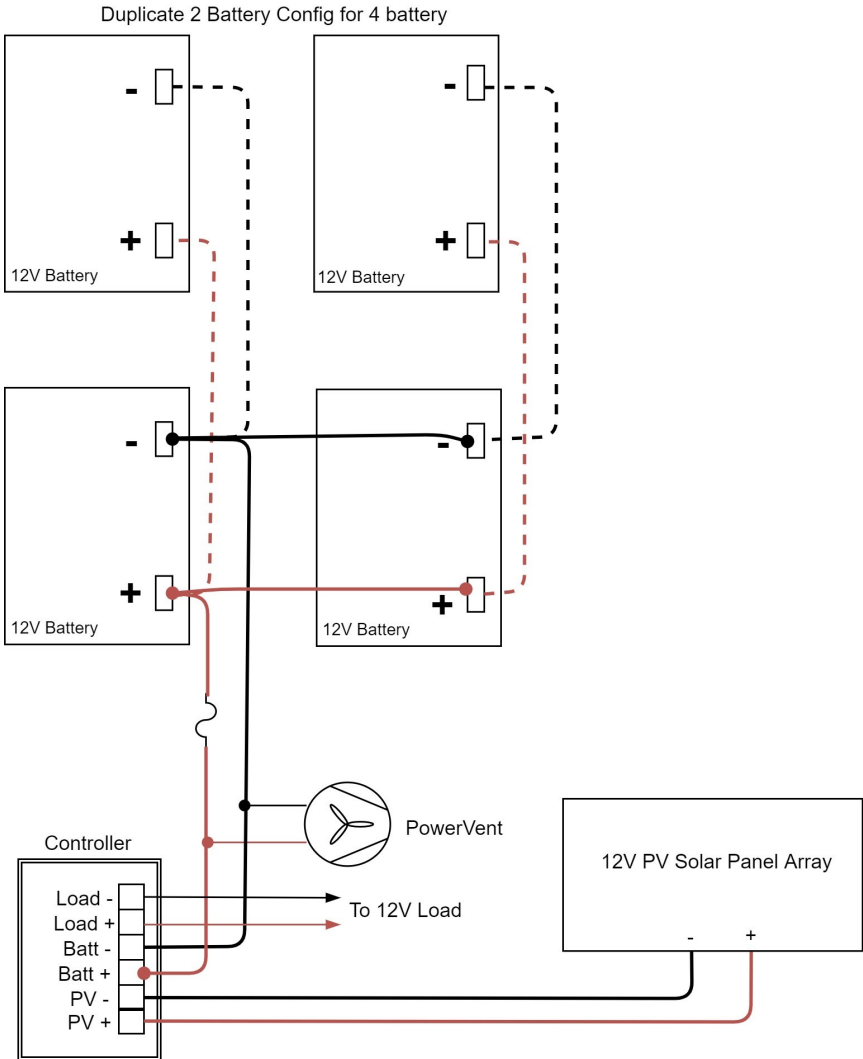 Duplicate 2 Battery Config for 4 battery
-
-
+
+
12V Battery
12V Battery
-
-
+
+
12V Battery
12V Battery
PowerVent
Controller
12V PV Solar Panel Array
Load -
To 12V Load
Load +
Batt -
- +
Batt +
PV -
PV +